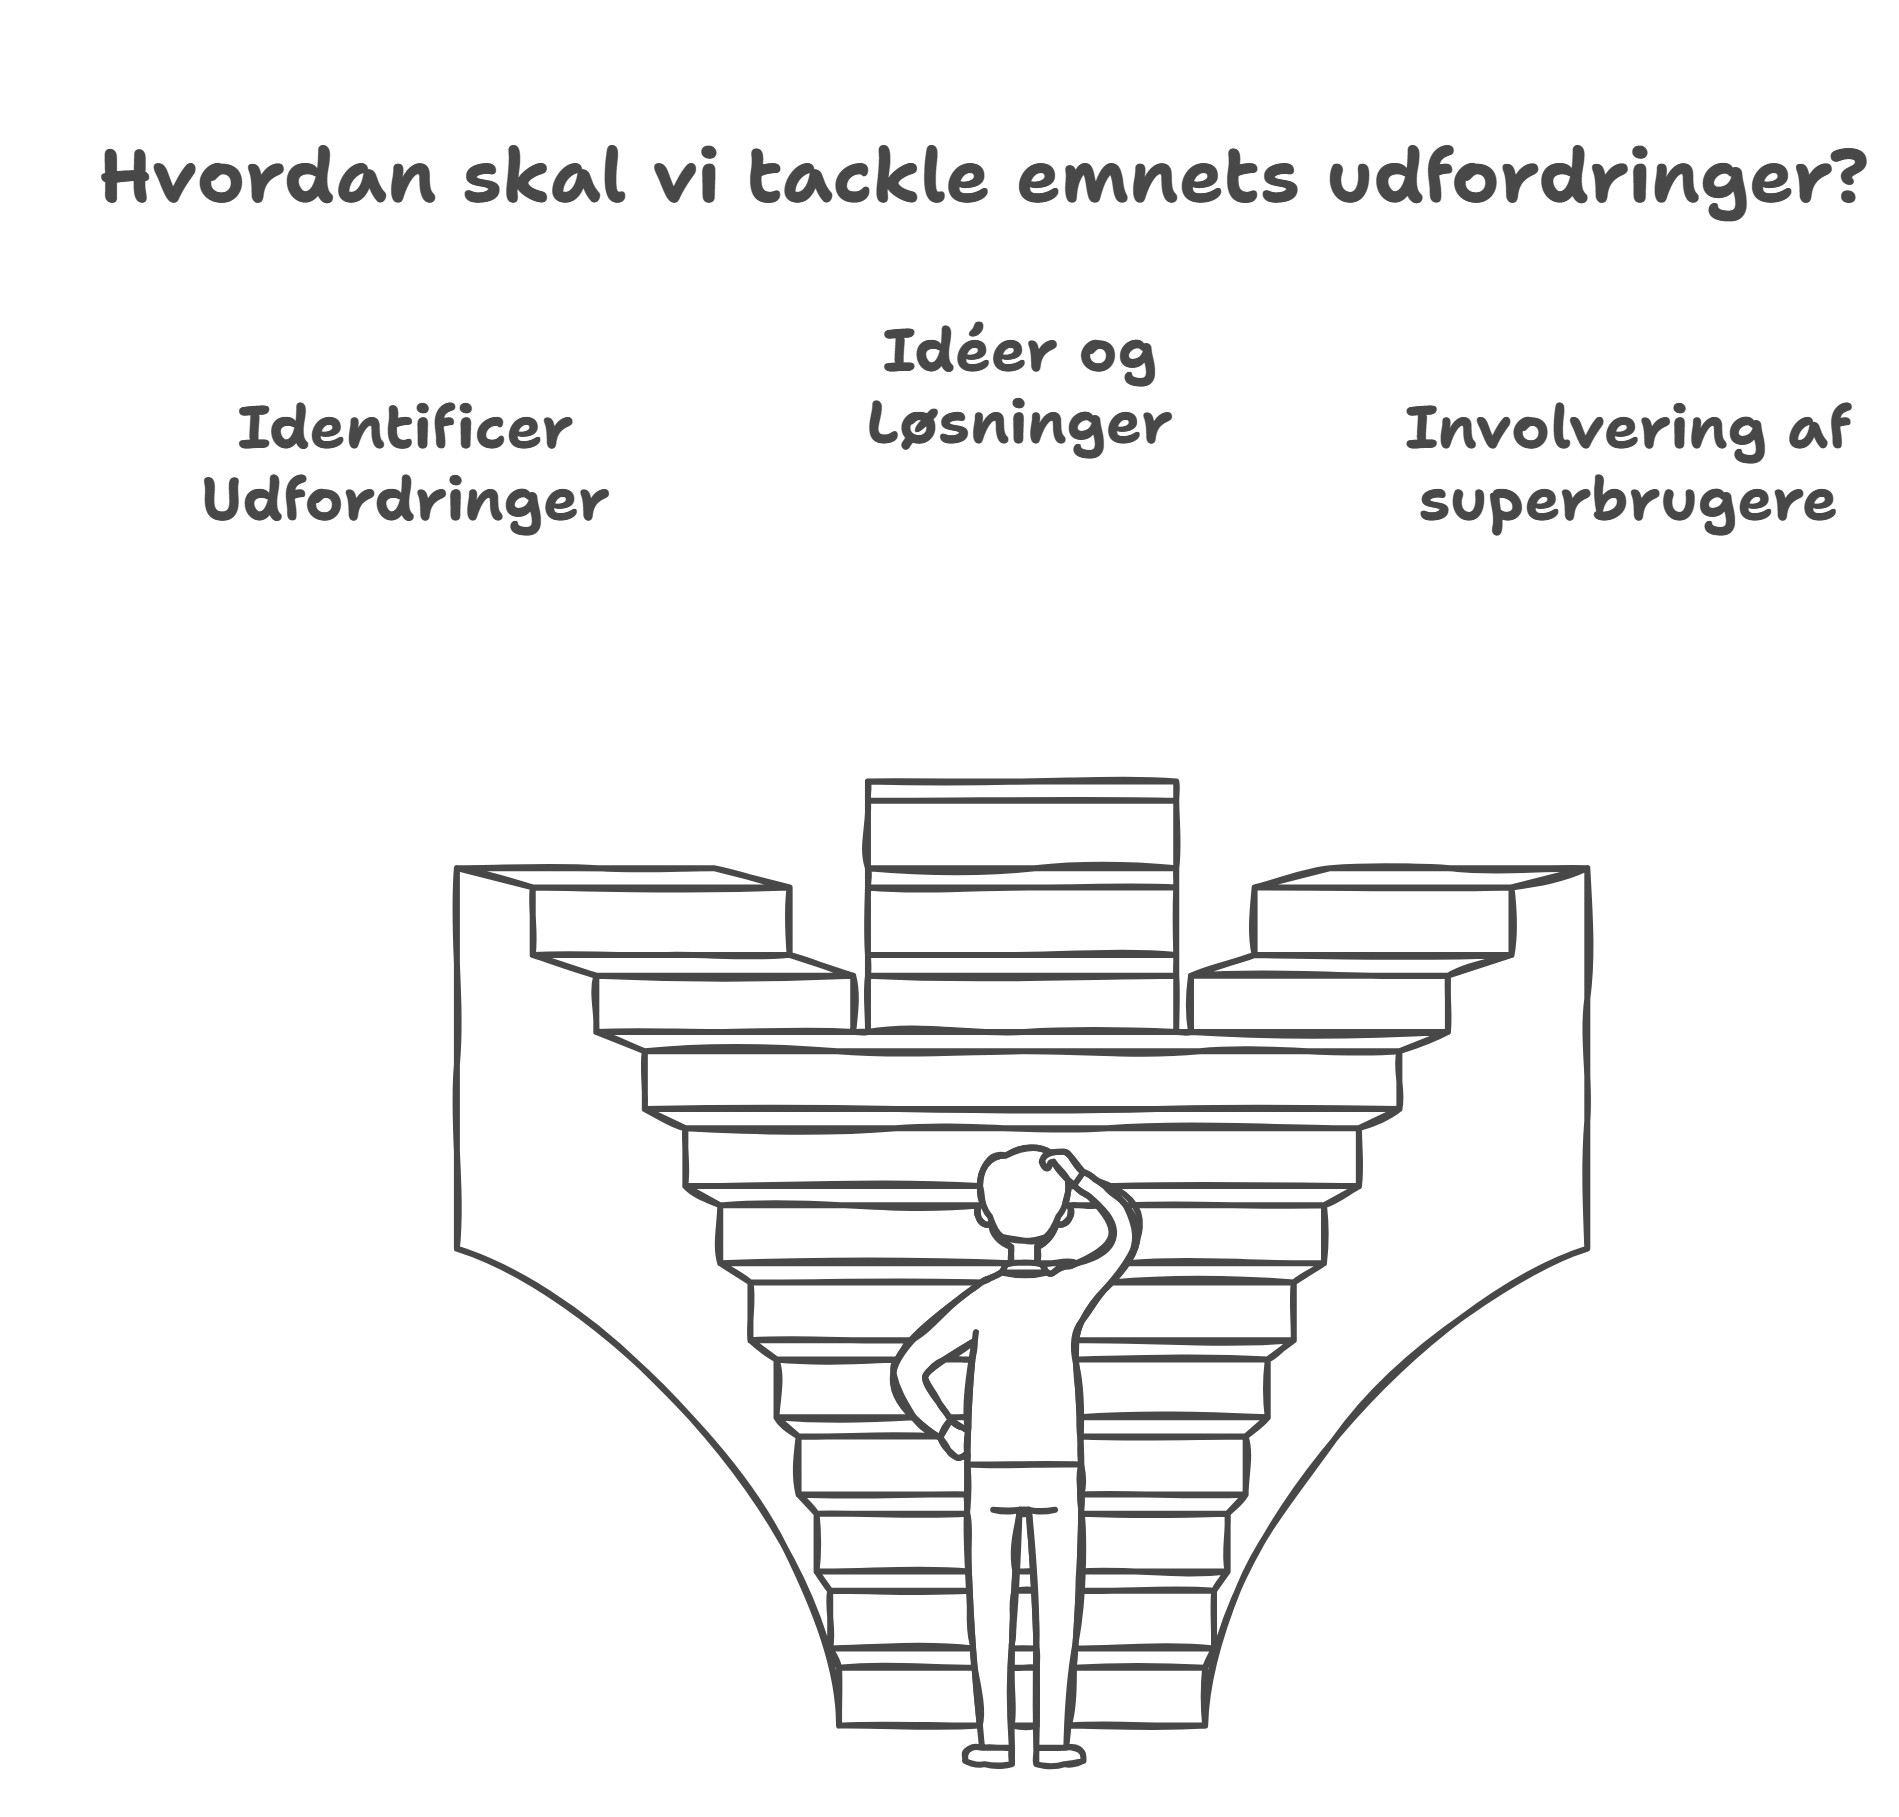 Hvordan skal vi tackle emnets udfordringer?
Identificer
Udfordringer
Idéer og
Løsninger
Involvering af
superbrugere